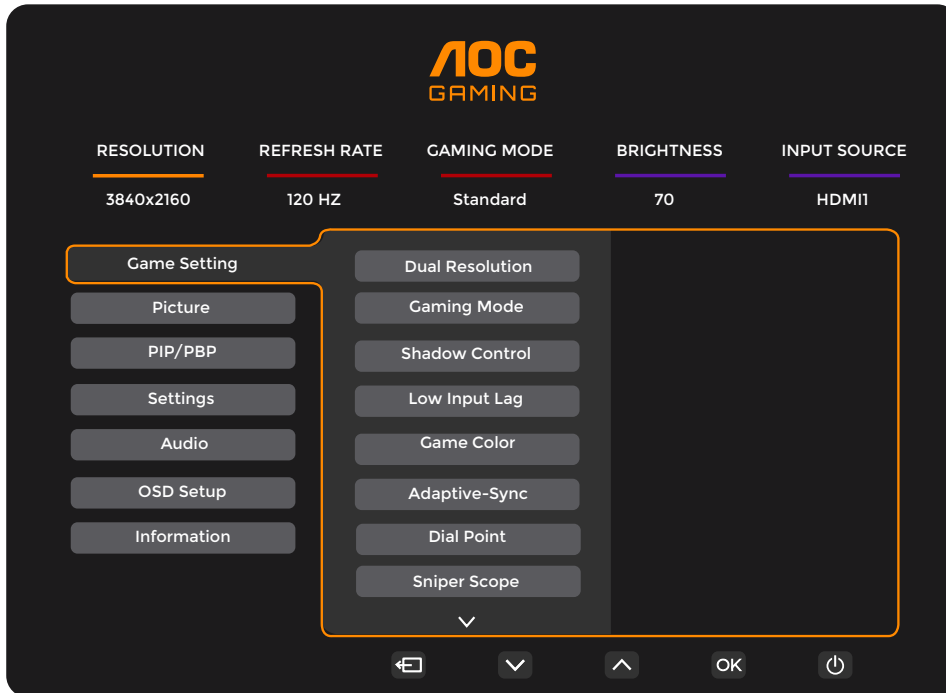 AOC
GAMING
RESOLUTION REFRESH RATE GAMING MODE BRIGHTNESS INPUT SOURCE
3840x2160 120 HZ Standard 70 HDMI1
Game Setting
Picture
PIP/PBP
Settings
Audio
OSD Setup
Information
Dual Resolution
Gaming Mode
Shadow Control
Low Input Lag
Game Color
Adaptive-Sync
Dial Point
Sniper Scope
OK